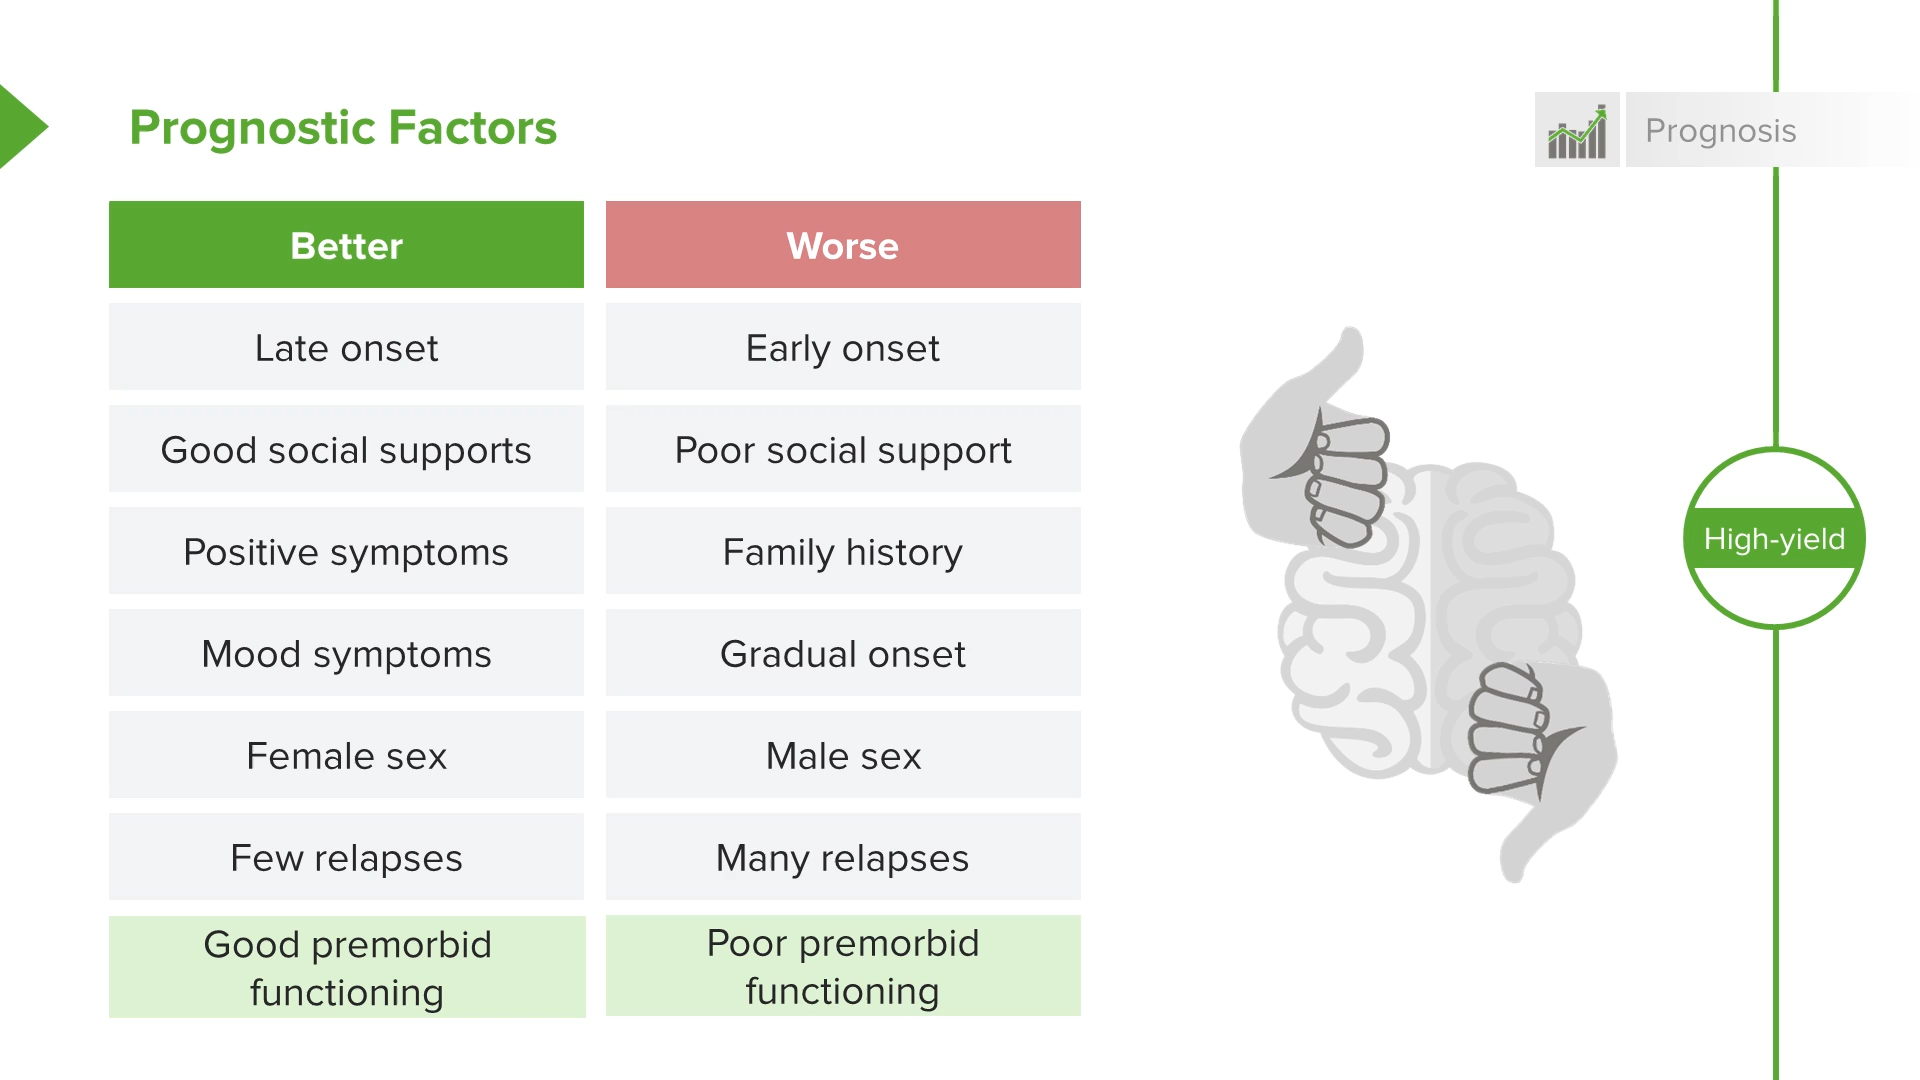 Prognostic Factors
Prognosis
Better
Worse
Late onset
Early onset
Good social supports
Poor social support
Positive symptoms
Family history
Mood symptoms
Gradual onset
Female sex
Male sex
Few relapses
Many relapses
Good premorbid
functioning
Poor premorbid
functioning
High-yield